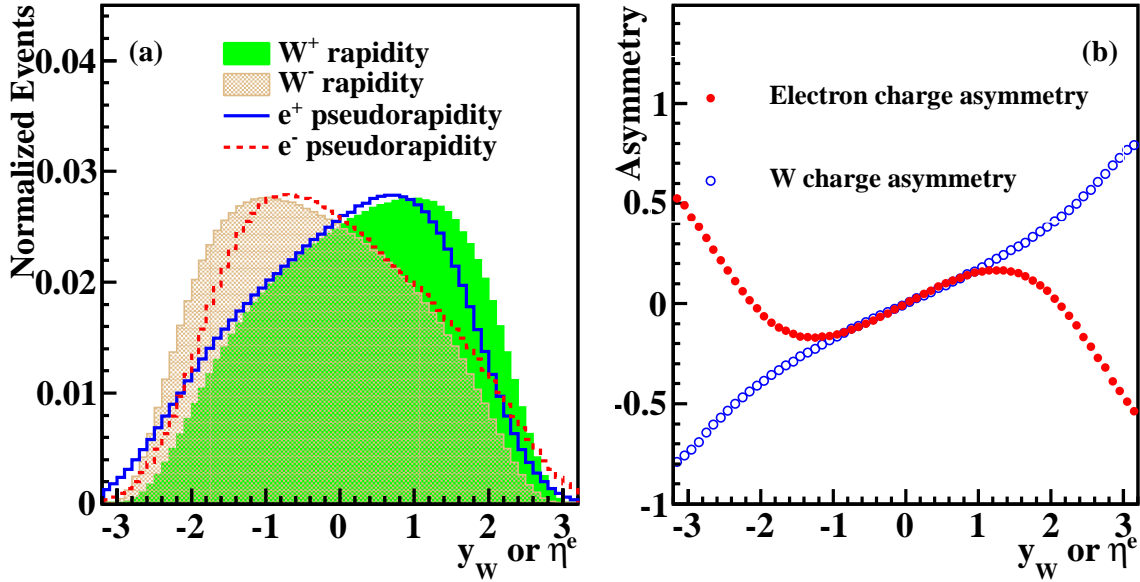 Normalized Events
0.04
0.03
0.02
0.01
0
(a)
W+ rapidity
W- rapidity
e+ pseudorapidity
e- pseudorapidity
-3 -2 -1 0 1 2 3
yW or ηe
Asymmetry
1
0.5
0
-0.5
-1
(b)
Electron charge asymmetry
W charge asymmetry
-3 -2 -1 0 1 2 3
yW or ηe